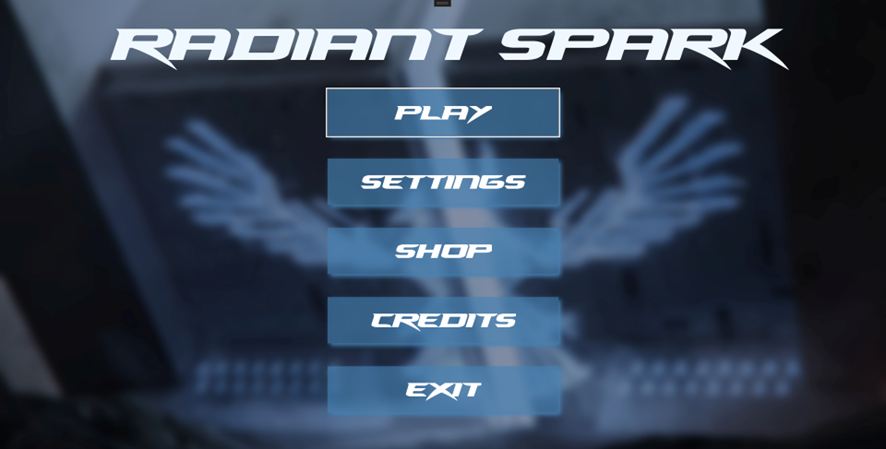 RADIANT SPARK
PLAY
SETTINGS
SHOP
CREDITS
EXIT